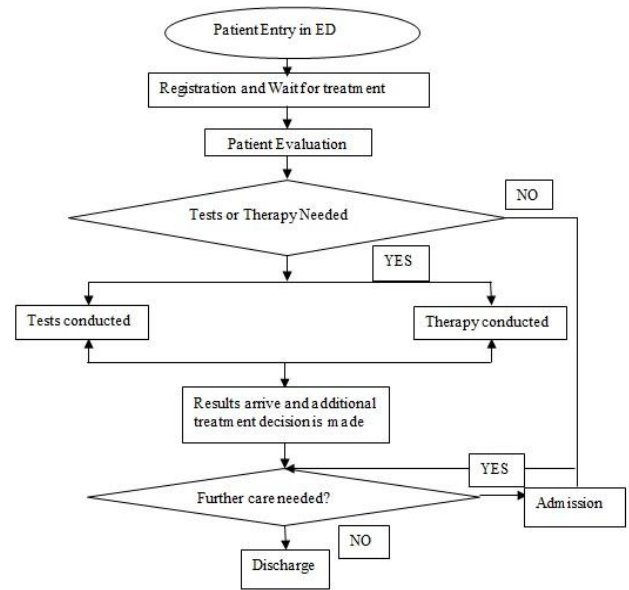 Patient Entry in ED
Registration and Wait for treatment
Patient Evaluation
NO
Tests or Therapy Needed
YES
Tests conducted
Therapy conducted
Results arrive and additional
treatment decision is made
YES
Further care needed?
Admission
NO
Discharge